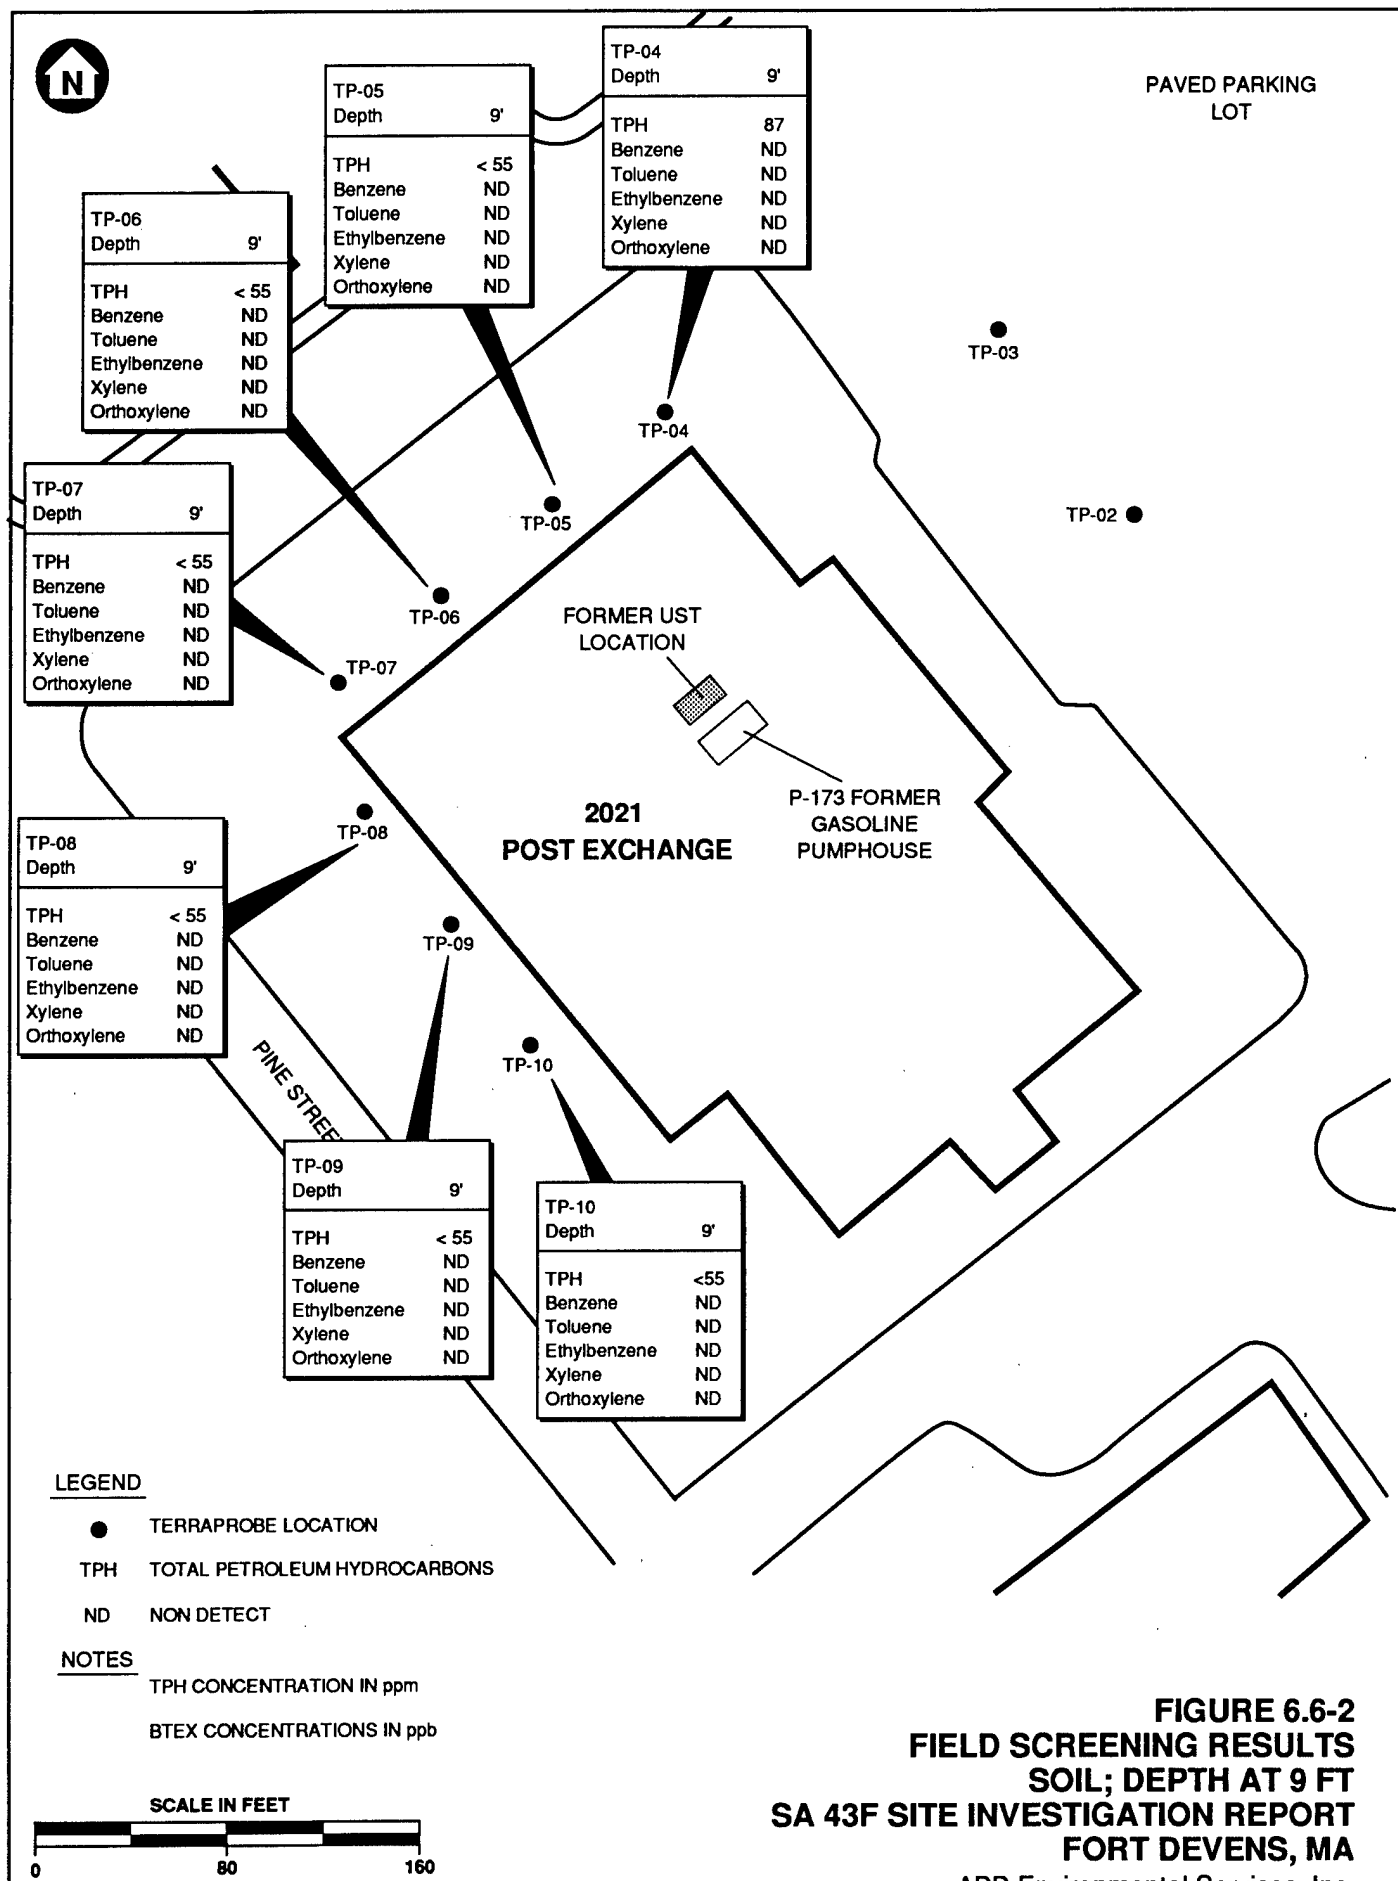 N
PAVED PARKING
LOT
TP-04
Depth 9'
TPH 87
Benzene ND
Toluene ND
Ethylbenzene ND
Xylene ND
Orthoxylene ND
TP-05
Depth 9'
TPH < 55
Benzene ND
Toluene ND
Ethylbenzene ND
Xylene ND
Orthoxylene ND
TP-06
Depth 9'
TPH < 55
Benzene ND
Toluene ND
Ethylbenzene ND
Xylene ND
Orthoxylene ND
TP-07
Depth 9'
TPH < 55
Benzene ND
Toluene ND
Ethylbenzene ND
Xylene ND
Orthoxylene ND
TP-03
TP-04
TP-02
TP-05
TP-06
TP-07
FORMER UST
LOCATION
P-173 FORMER
GASOLINE
PUMPHOUSE
2021
POST EXCHANGE
TP-08
TP-09
TP-10
TP-08
Depth 9'
TPH < 55
Benzene ND
Toluene ND
Ethylbenzene ND
Xylene ND
Orthoxylene ND
PINE STREE
TP-09
Depth 9'
TPH < 55
Benzene ND
Toluene ND
Ethylbenzene ND
Xylene ND
Orthoxylene ND
TP-10
Depth 9'
TPH <55
Benzene ND
Toluene ND
Ethylbenzene ND
Xylene ND
Orthoxylene ND
LEGEND
TERRAPROBE LOCATION
TPH TOTAL PETROLEUM HYDROCARBONS
ND NON DETECT
NOTES
TPH CONCENTRATION IN ppm
BTEX CONCENTRATIONS IN ppb
SCALE IN FEET
0 80 160
FIGURE 6.6-2
FIELD SCREENING RESULTS
SOIL; DEPTH AT 9 FT
SA 43F SITE INVESTIGATION REPORT
FORT DEVENS, MA
Environmental Services, Inc.